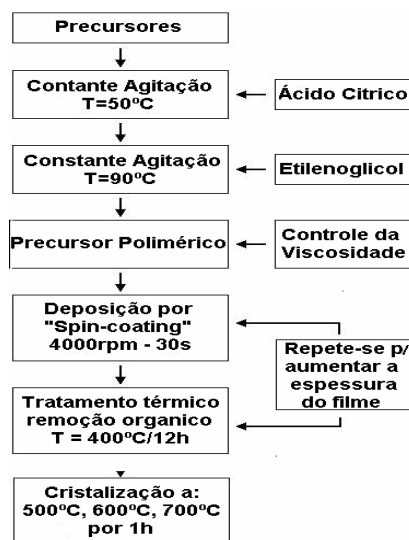 Precursores
Contante Agitação
T=50ºC
Ácido Citrico
Constante Agitação
T=90ºC
Etilenoglicol
Precursor Polimérico
Controle da
Viscosidade
Deposição por
"Spin-coating"
4000rpm - 30s
Repete-se p/
aumentar a
espessura
do filme
Tratamento térmico
remoção organico
T = 400ºC/12h
Cristalização a:
500ºC, 600ºC, 700ºC
por 1h